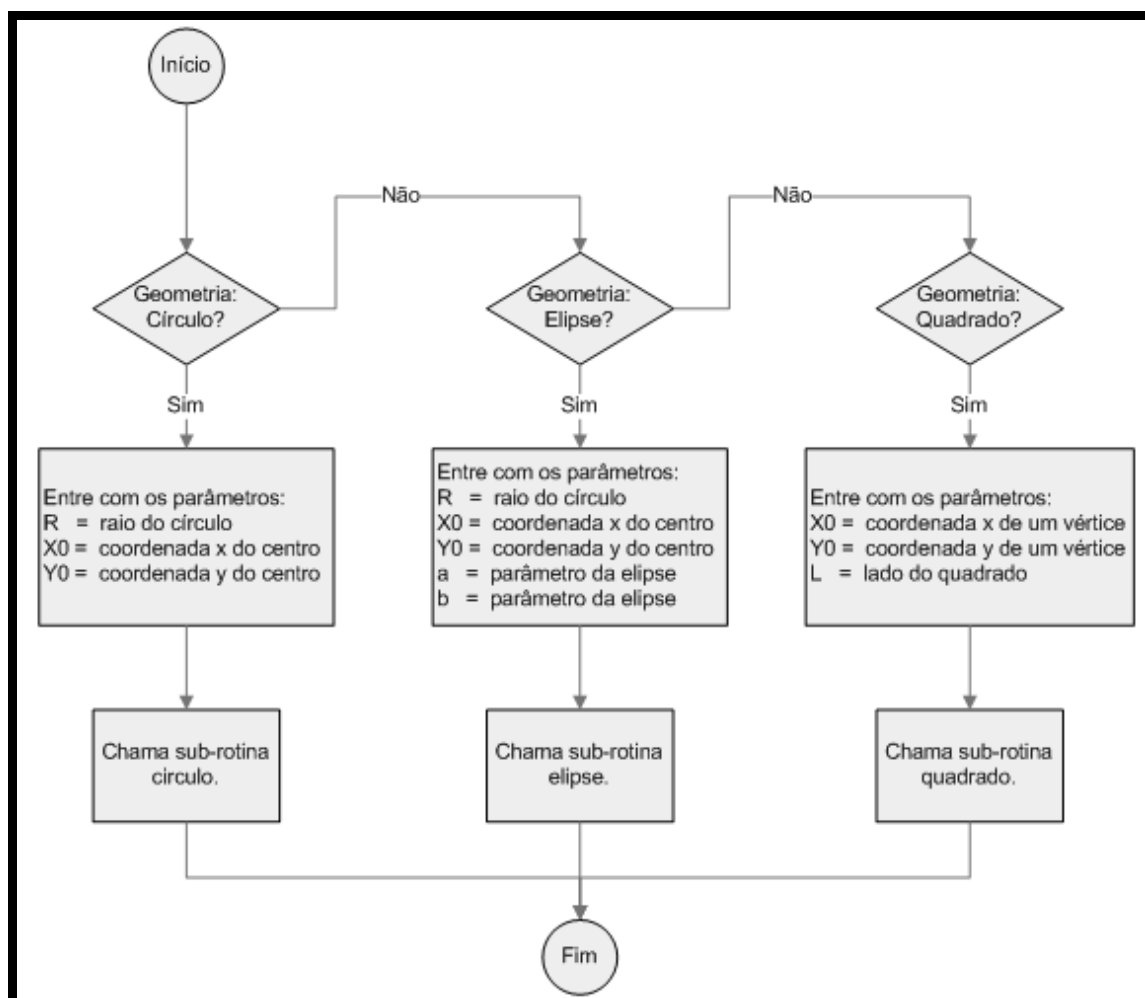 Início
Não
Não
Geometria:
Círculo?
Geometria:
Elipse?
Geometria:
Quadrado?
Sim
Sim
Sim
Entre com os parâmetros:
R = raio do círculo
X0 = coordenada x do centro
Y0 = coordenada y do centro
Entre com os parâmetros:
R = raio do círculo
X0 = coordenada x do centro
Y0 = coordenada y do centro
a = parâmetro da elipse
b = parâmetro da elipse
Entre com os parâmetros:
X0 = coordenada x de um vértice
Y0 = coordenada y de um vértice
L = lado do quadrado
Chama sub-rotina
circulo.
Chama sub-rotina
elipse.
Chama sub-rotina
quadrado.
Fim